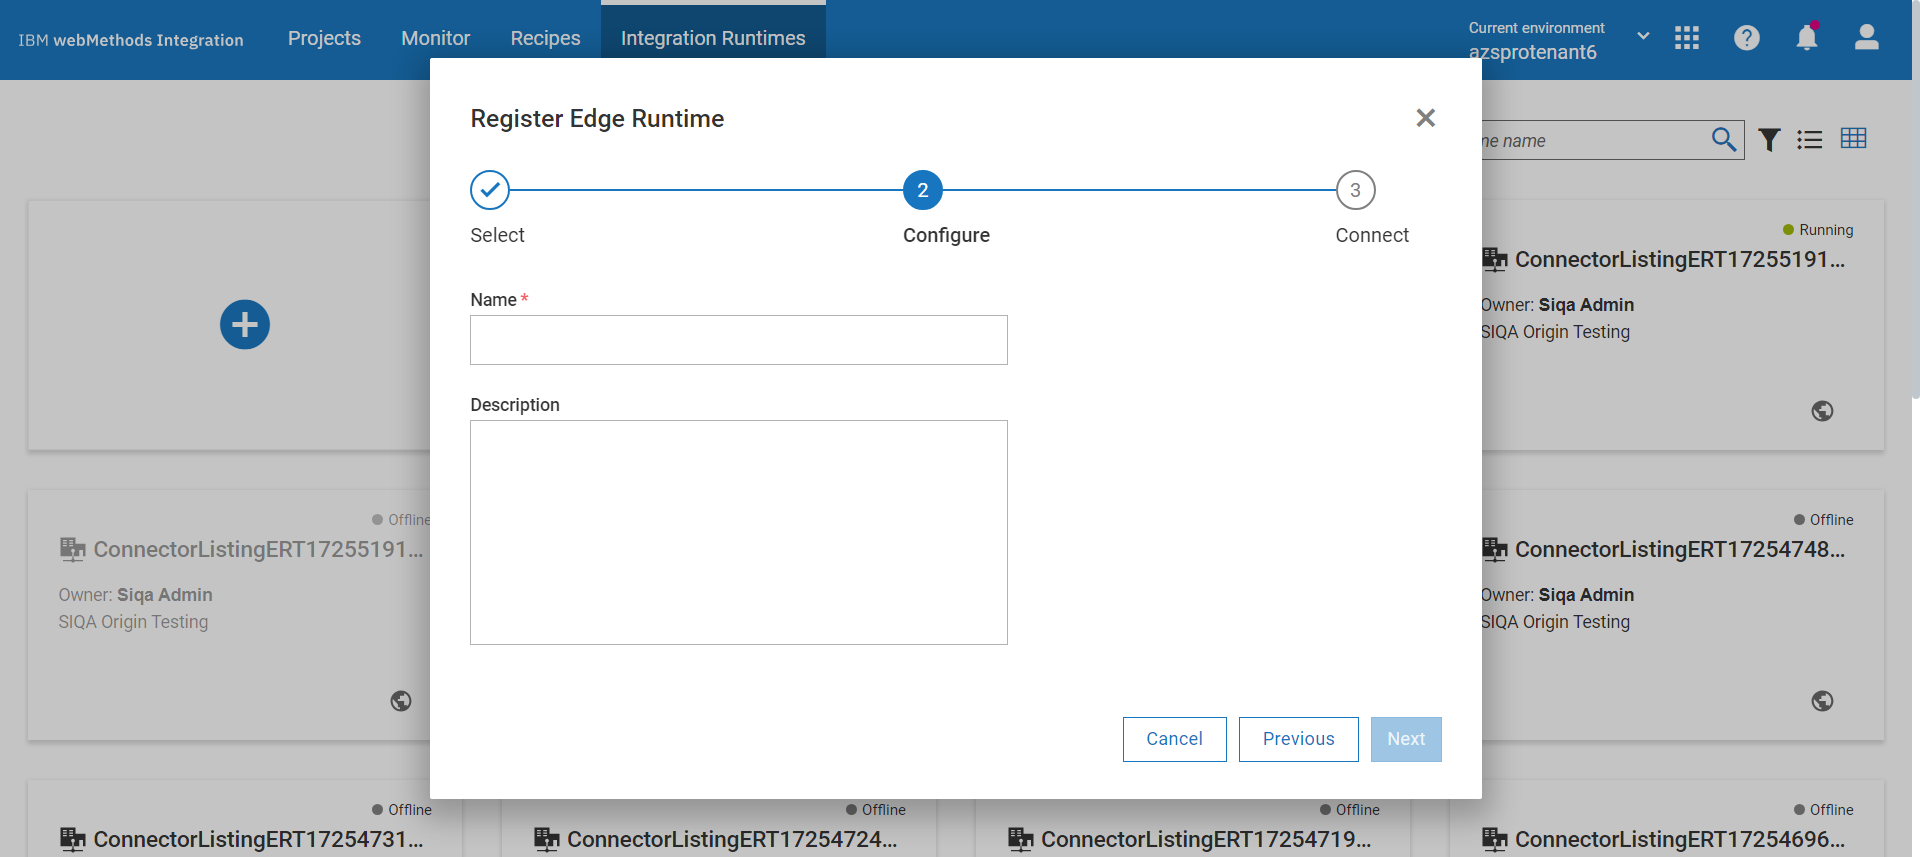 IBM webMethods Integration
Projects
Monitor
Recipes
Integration Runtimes
Current environment
azsprotenant6
Register Edge Runtime
2
3
Select
Configure
Connect
Name *
Description
Cancel
Previous
Next
me name
Running
ConnectorListingERT17255191...
Owner: Siqa Admin
SIQA Origin Testing
Offline
ConnectorListingERT17255191...
Owner: Siqa Admin
SIQA Origin Testing
Offline
ConnectorListingERT17254748...
Owner: Siqa Admin
SIQA Origin Testing
Offline
ConnectorListingERT17254731...
Offline
ConnectorListingERT17254724...
Offline
ConnectorListingERT17254719...
Offline
ConnectorListingERT17254696...